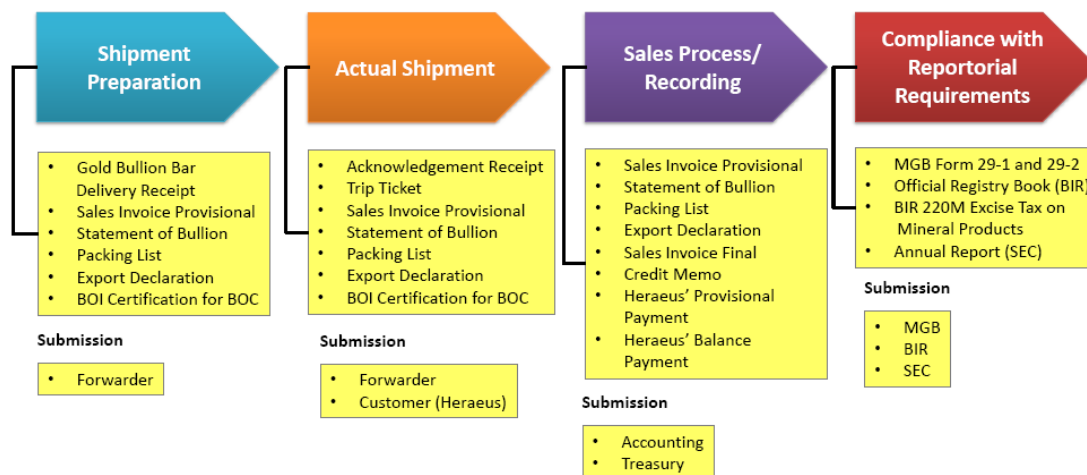 Shipment
Preparation
• Gold Bullion Bar
Delivery Receipt
• Sales Invoice Provisional
• Statement of Bullion
• Packing List
• Export Declaration
• BOI Certification for BOC
Submission
• Forwarder
Actual Shipment
• Acknowledgement Receipt
• Trip Ticket
• Sales Invoice Provisional
• Statement of Bullion
• Packing List
• Export Declaration
• BOI Certification for BOC
Submission
• Forwarder
• Customer (Heraeus)
Sales Process/
Recording
• Sales Invoice Provisional
• Statement of Bullion
• Packing List
• Export Declaration
• Sales Invoice Final
• Credit Memo
• Heraeus’ Provisional
Payment
• Heraeus’ Balance
Payment
Submission
• Accounting
• Treasury
Compliance with
Reportorial
Requirements
• MGB Form 29-1 and 29-2
• Official Registry Book (BIR)
• BIR 220M Excise Tax on
Mineral Products
• Annual Report (SEC)
Submission
• MGB
• BIR
• SEC